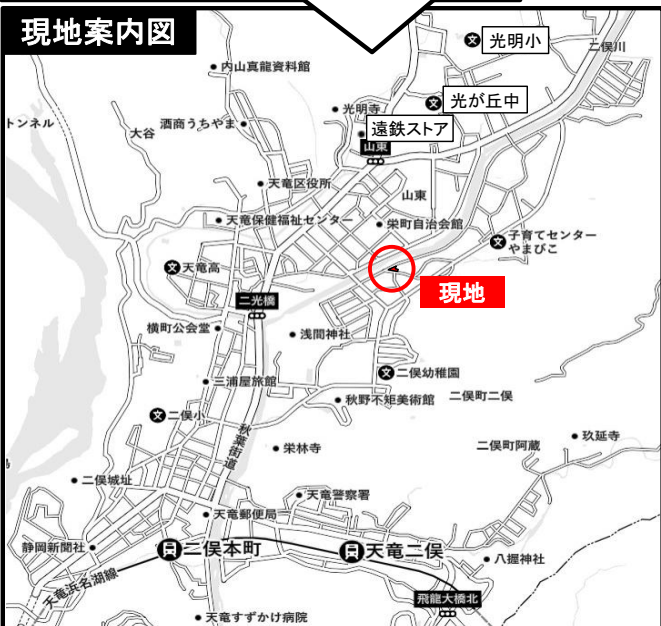 現地案内図
光明小
二俣川
内山真龍資料館
光が丘中
光明寺
トンネル
酒商うちやま
大谷
遠鉄ストア
山東
天竜区役所
山東
天竜保健福祉センター
栄町自治会館
子育てセンター
やまびこ
天竜高
現地
二光橋
横町公会堂
浅間神社
二俣幼稚園
三浦屋旅館
秋野不矩美術館
二俣町二俣
二俣小
秋葉街道
玖延寺
栄林寺
二俣町阿蔵
二俣城址
天竜警察署
天竜郵便局
静岡新聞社
二俣本町
天竜二俣
八握神社
天竜浜名湖線
飛龍大橋北
天竜すずかけ病院